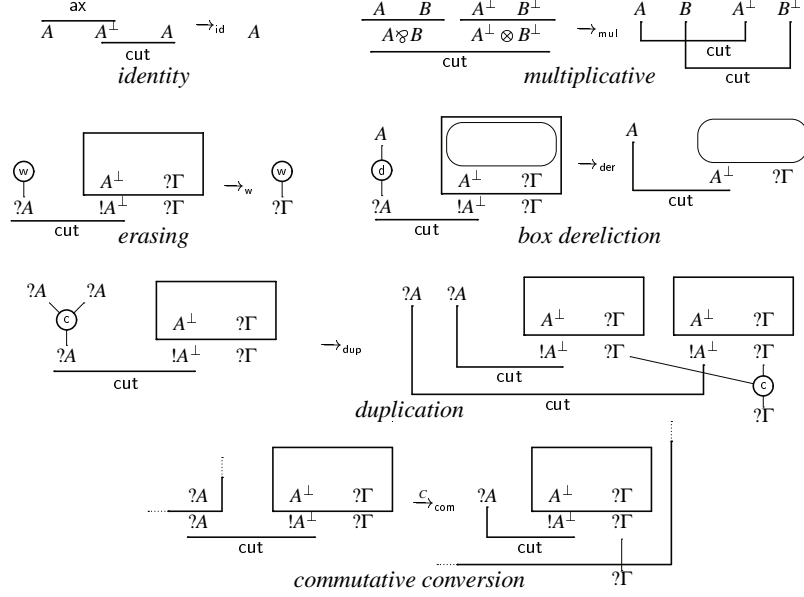 ax
A A⊥ A →id A
cut
identity
A B A⊥ B⊥ →mul A B A⊥ B⊥
A⅋B A⊥ ⊗ B⊥
cut cut
cut
multiplicative
w A⊥ ?Γ →w w
?A !A⊥ ?Γ ?Γ
cut
erasing
A A
d A⊥ ?Γ →der A⊥ ?Γ
?A !A⊥ ?Γ
cut cut
box dereliction
?A ?A ?A ?A
c A⊥ ?Γ A⊥ ?Γ A⊥ ?Γ
?A !A⊥ ?Γ →dup !A⊥ ?Γ !A⊥ ?Γ
cut cut c
cut ?Γ
duplication
?A A⊥ ?Γ C→com ?A A⊥ ?Γ
?A !A⊥ ?Γ !A⊥ ?Γ
cut cut
?Γ
commutative conversion